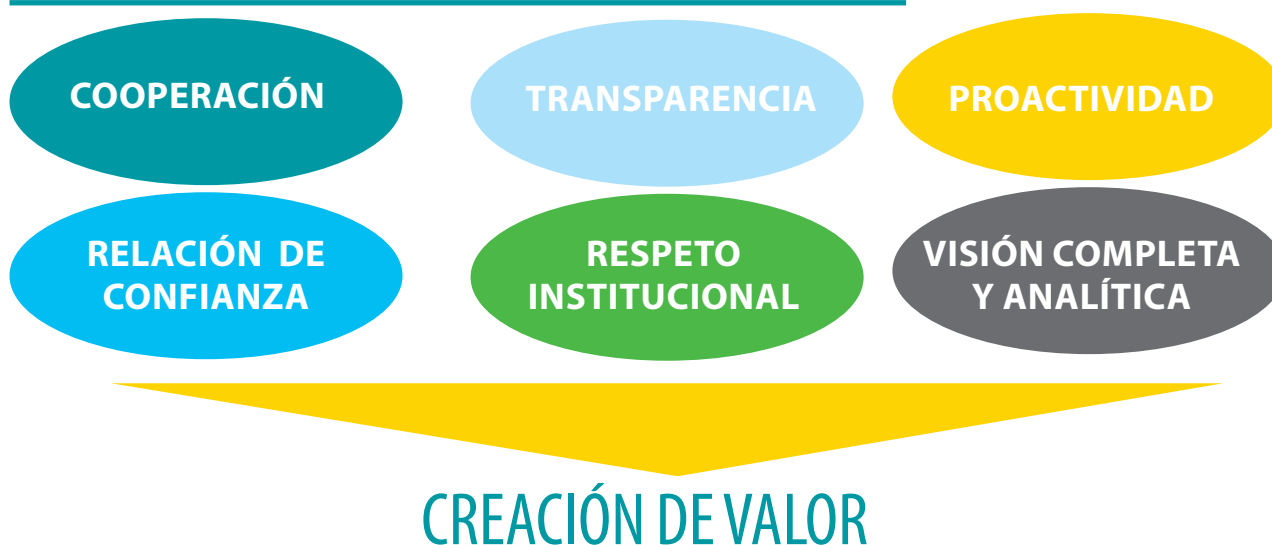 COOPERACIÓN
TRANSPARENCIA
PROACTIVIDAD
RELACIÓN DE
CONFIANZA
RESPETO
INSTITUCIONAL
VISIÓN COMPLETA
Y ANALÍTICA
CREACIÓN DE VALOR